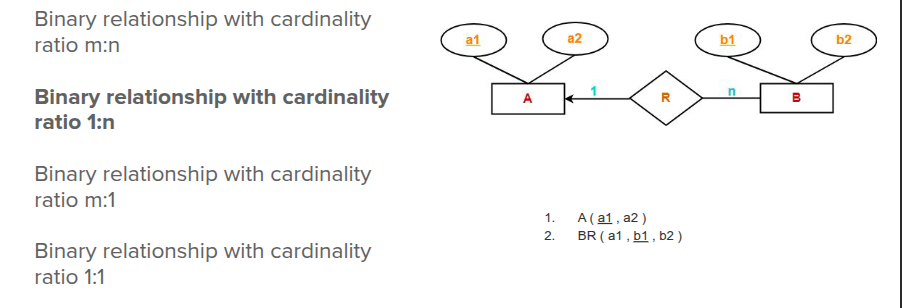 Binary relationship with cardinality
ratio m:n
Binary relationship with cardinality
ratio 1:n
Binary relationship with cardinality
ratio m:1
Binary relationship with cardinality
ratio 1:1
a1 a2 b1 b2
A 1 R n B
1. A ( a1 , a2 )
2. BR ( a1 , b1 , b2 )